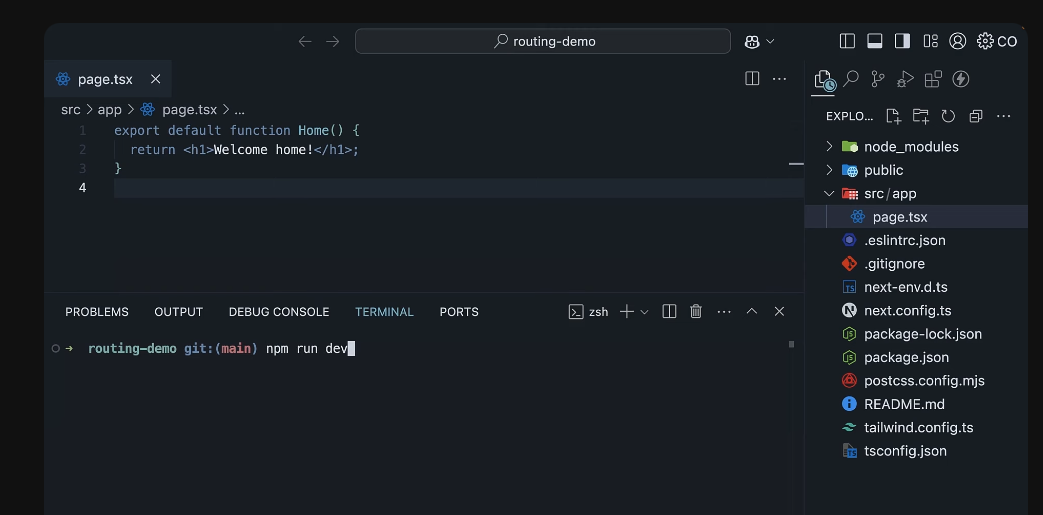 routing-demo
CO
page.tsx
src > app > page.tsx > ...
1 export default function Home() {
2 return <h1>Welcome home!</h1>;
3 }
4
EXPLO...
node_modules
public
src/app
page.tsx
.eslintrc.json
.gitignore
next-env.d.ts
next.config.ts
package-lock.json
package.json
postcss.config.mjs
README.md
tailwind.config.ts
tsconfig.json
PROBLEMS OUTPUT DEBUG CONSOLE TERMINAL PORTS
zsh
→ routing-demo git:(main) npm run dev